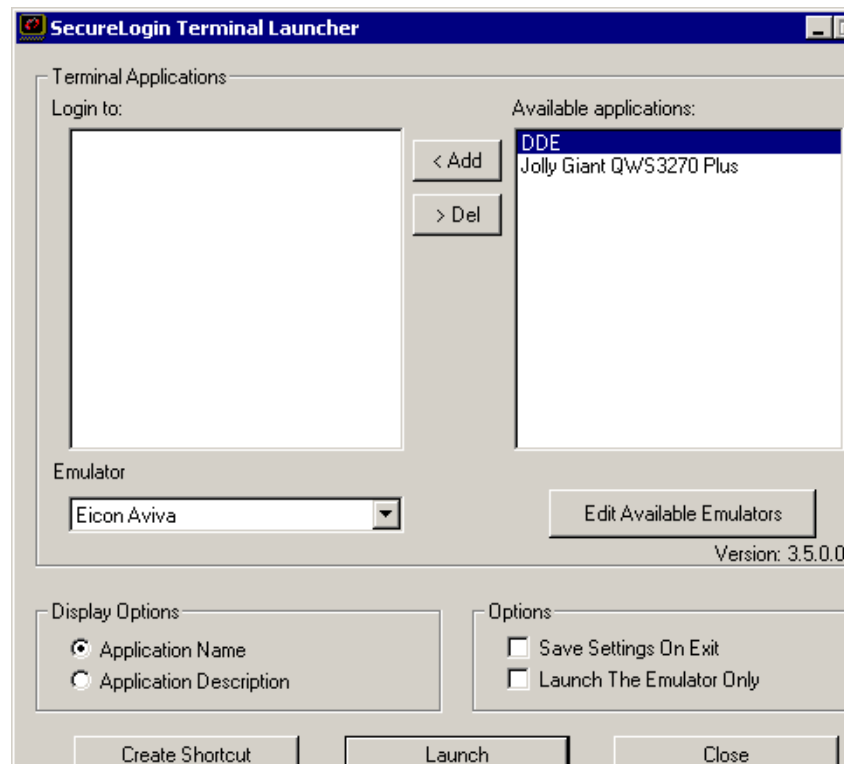 SecureLogin Terminal Launcher
Terminal Applications
Login to:
Available applications:
< Add
> Del
DDE
Jolly Giant QWS3270 Plus
Emulator
Eicon Aviva
Edit Available Emulators
Version: 3.5.0.0
Display Options
Application Name
Application Description
Options
Save Settings On Exit
Launch The Emulator Only
Create Shortcut
Launch
Close